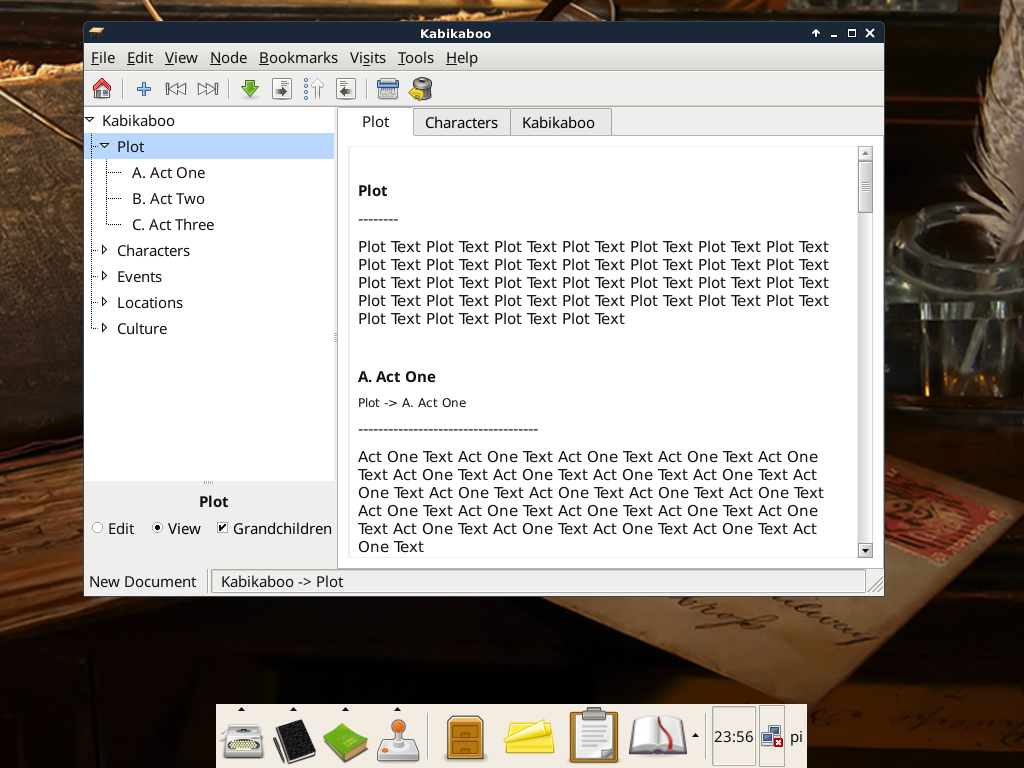 Kabikaboo
File Edit View Node Bookmarks Visits Tools Help
Kabikaboo
Plot
A. Act One
B. Act Two
C. Act Three
Characters
Events
Locations
Culture
Plot
Edit View Grandchildren
Plot Characters Kabikaboo
Plot
--------
Plot Text Plot Text Plot Text Plot Text Plot Text Plot Text Plot Text
Plot Text Plot Text Plot Text Plot Text Plot Text Plot Text Plot Text
Plot Text Plot Text Plot Text Plot Text Plot Text Plot Text Plot Text
Plot Text Plot Text Plot Text Plot Text Plot Text Plot Text Plot Text
Plot Text Plot Text Plot Text Plot Text
A. Act One
Plot -> A. Act One
------------------------------------
Act One Text Act One Text Act One Text Act One Text Act One
Text Act One Text Act One Text Act One Text Act One Text Act
One Text Act One Text Act One Text Act One Text Act One Text
Act One Text Act One Text Act One Text Act One Text Act One
Text Act One Text Act One Text Act One Text Act One Text Act
One Text
New Document Kabikaboo -> Plot
23:56 pi